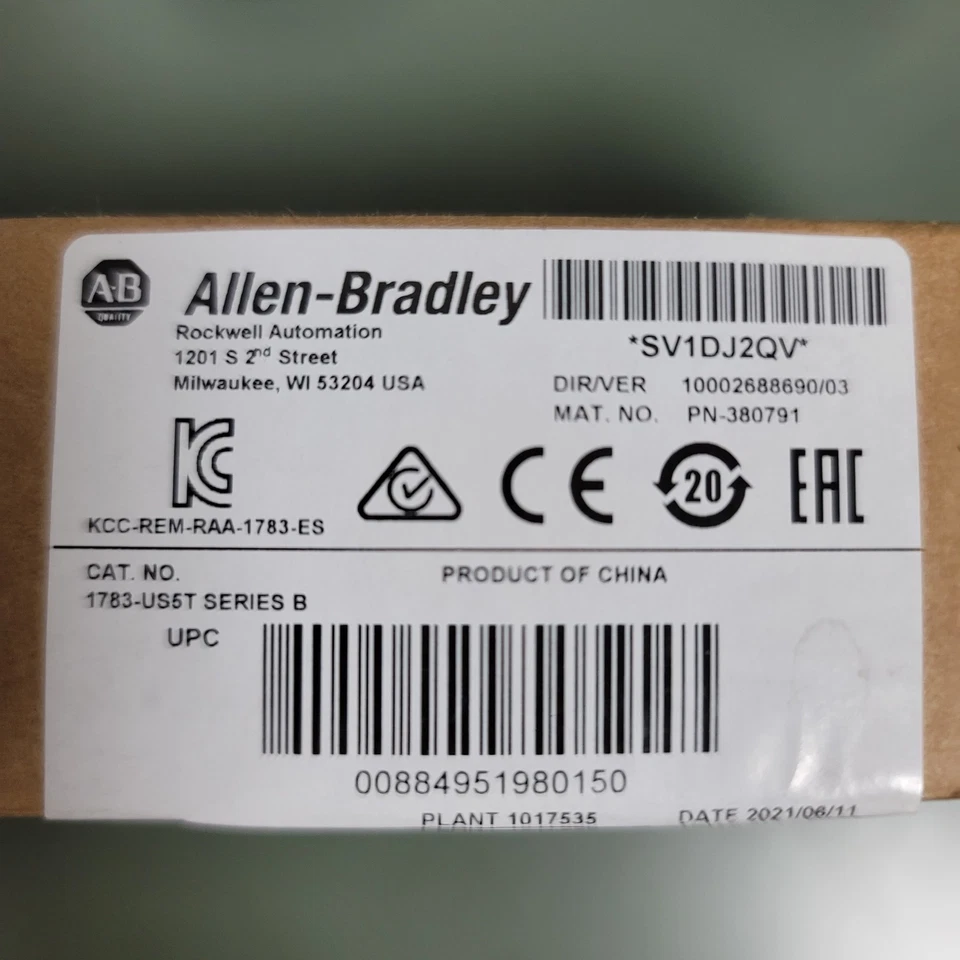 A-B
QUALITY
Allen-Bradley
Rockwell Automation
1201 S 2nd Street
Milwaukee, WI 53204 USA
*SV1DJ2QV*
DIR/VER 10002688690/03
MAT. NO. PN-380791
KCC-REM-RAA-1783-ES
CE
20
EAC
CAT. NO.
1783-US5T SERIES B
PRODUCT OF CHINA
UPC
00884951980150
PLANT 1017535
DATE 2021/06/11